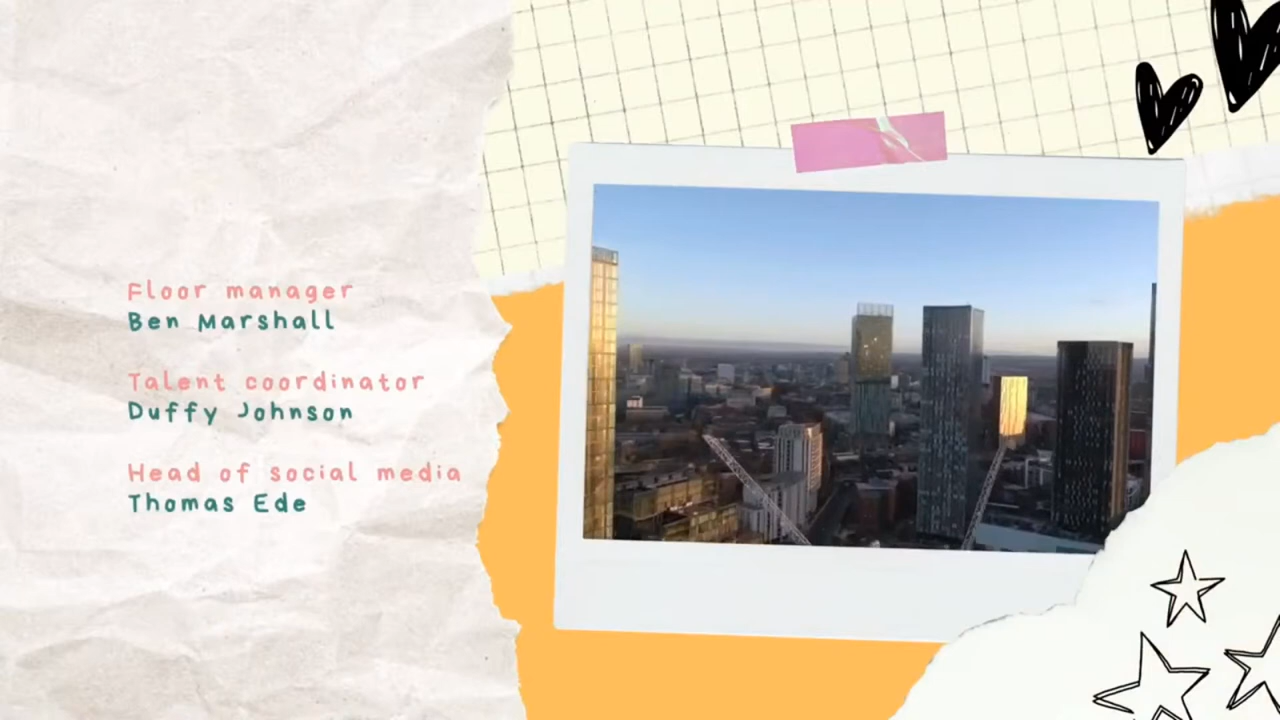 Floor manager
Ben Marshall
Talent coordinator
Duffy Johnson
Head of social media
Thomas Ede